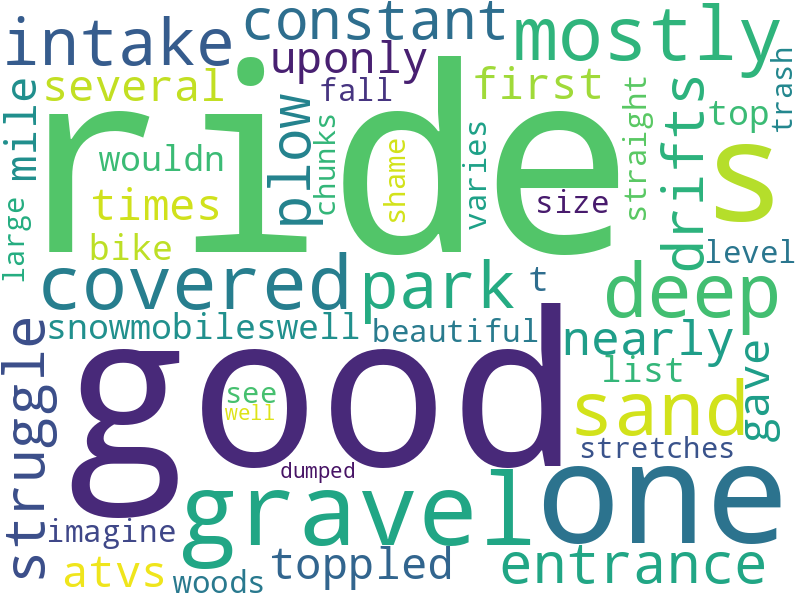 constant
mostly
intake
uponly
several
fall
first
trash
ride
mile
plow
chunks
shame
varies
straight
drifts
top
s
wouldn
times
size
bike
large
level
covered
park
t
deep
snowmobileswell
beautiful
nearly
struggle
good
see
well
list
gave
sand
stretches
dumped
one
gravel
imagine
atvs
woods
toppled
entrance